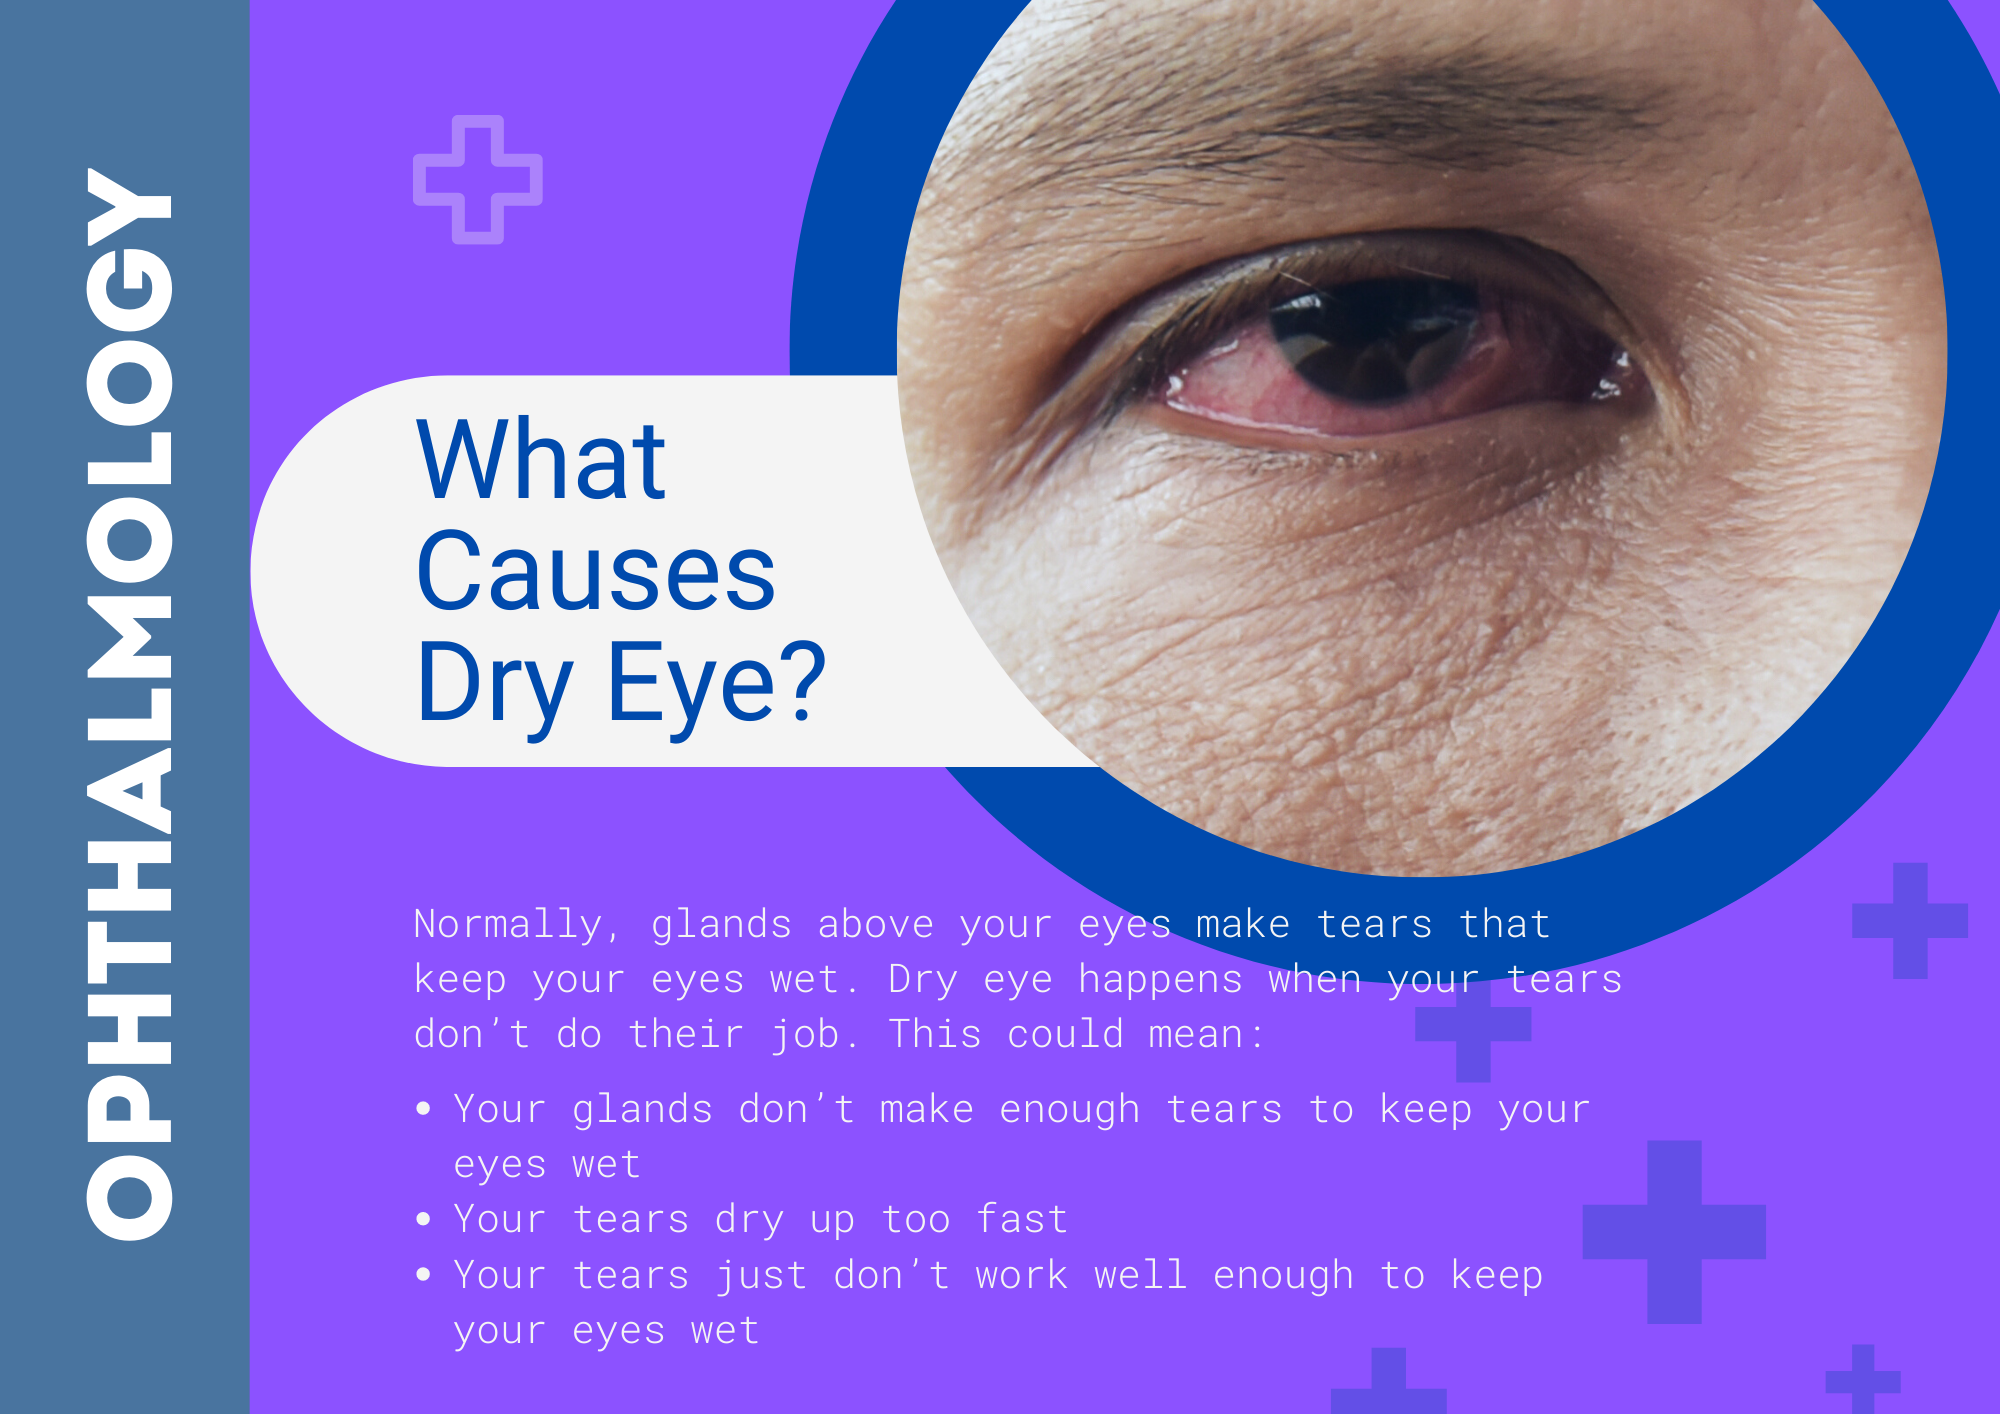 OPHTHALMOLOGY
What
Causes
Dry Eye?
Normally, glands above your eyes make tears that
keep your eyes wet. Dry eye happens when your tears
don’t do their job. This could mean:
• Your glands don’t make enough tears to keep your
eyes wet
• Your tears dry up too fast
• Your tears just don’t work well enough to keep
your eyes wet